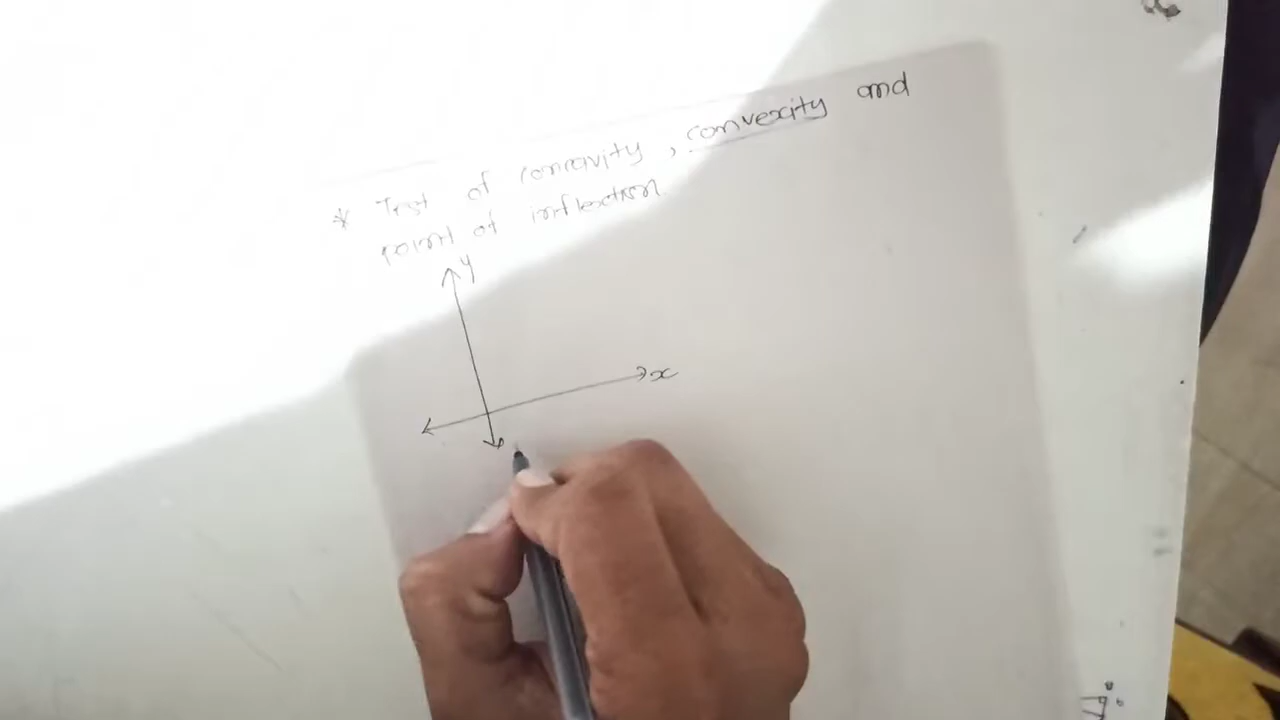 * Test of concavity, convexity and
point of inflection.
y
x